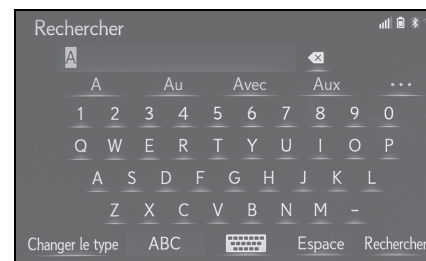 Rechercher
A
A Au Avec Aux ...
1 2 3 4 5 6 7 8 9 0
Q W E R T Y U I O P
A S D F G H J K L
Z X C V B N M -
Changer le type ABC Espace Rechercher